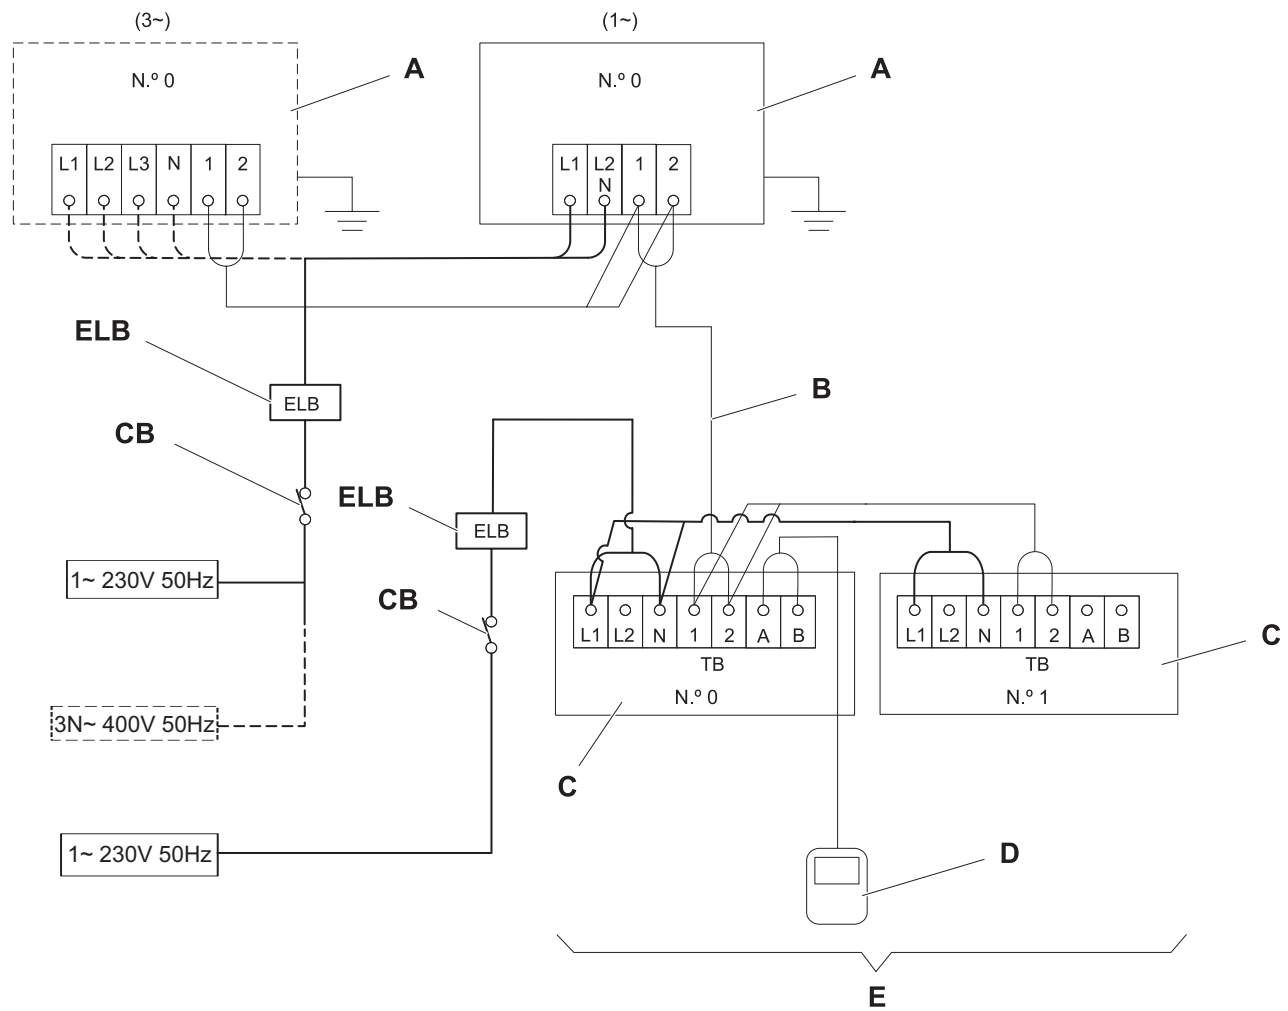 (3~) (1~)
A A
N.º 0 N.º 0
L1 L2 L3 N 1 2 L1 L2 1 2
N
ELB
B
ELB
CB
ELB
ELB
1~ 230V 50Hz
CB
L1 L2 N 1 2 A B L1 L2 N 1 2 A B
C
TB TB
N.º 0 N.º 1
3N~ 400V 50Hz
C
1~ 230V 50Hz
D
E